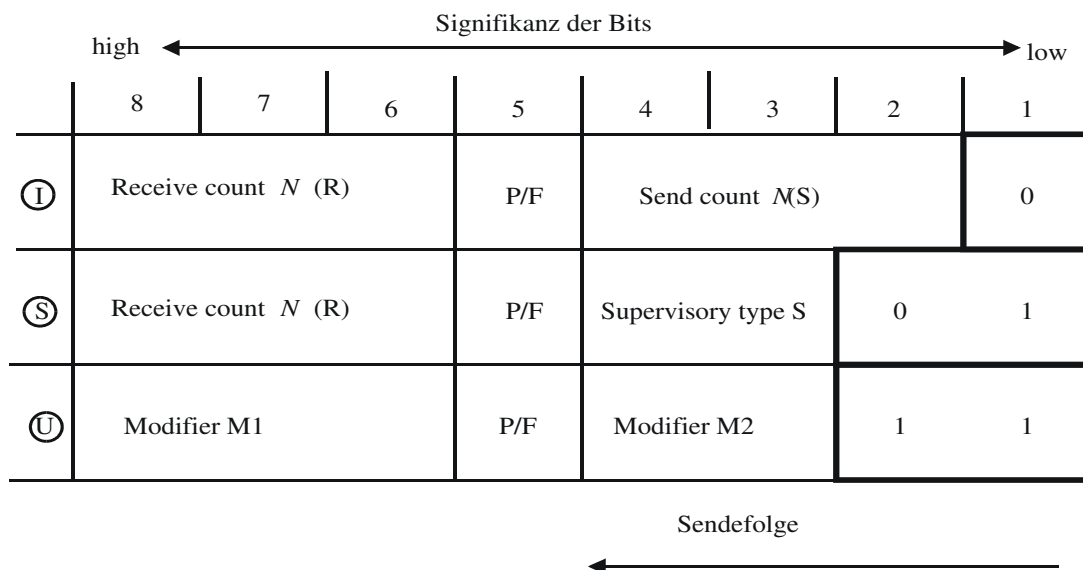 Signifikanz der Bits
high low
8 7 6 5 4 3 2 1
I Receive count N (R) P/F Send count N(S) 0
S Receive count N (R) P/F Supervisory type S 0 1
U Modifier M1 P/F Modifier M2 1 1
Sendefolge